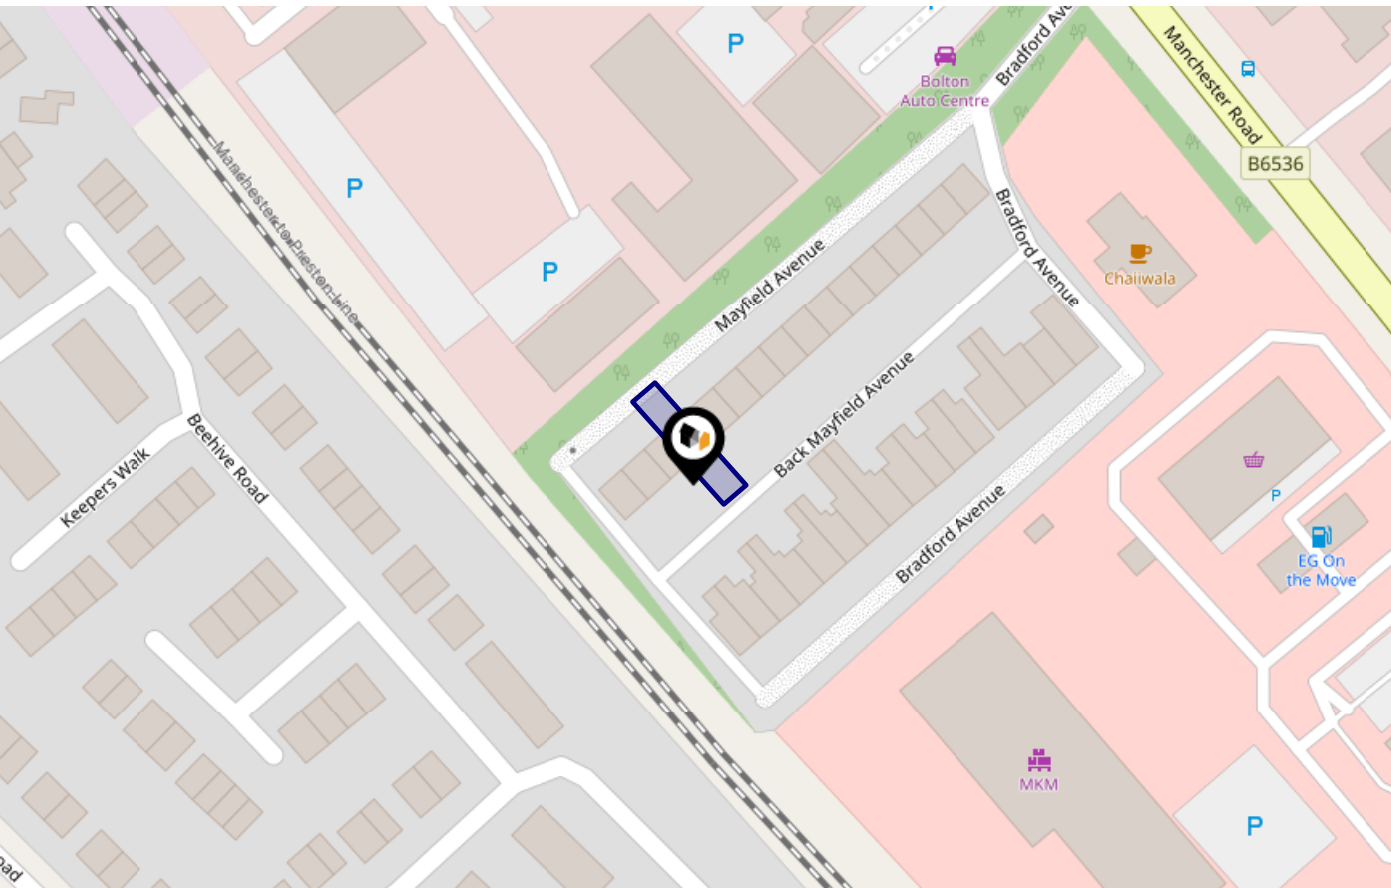 P
Bradford Ave
Bolton
Auto Centre
Manchester Road
B6536
P
Manchester to Preston Line
Mayfield Avenue
Bradford Avenue
P
Chaiiwala
Back Mayfield Avenue
Beehive Road
Keepers Walk
Bradford Avenue
P
EG On
the Move
MKM
P
oad